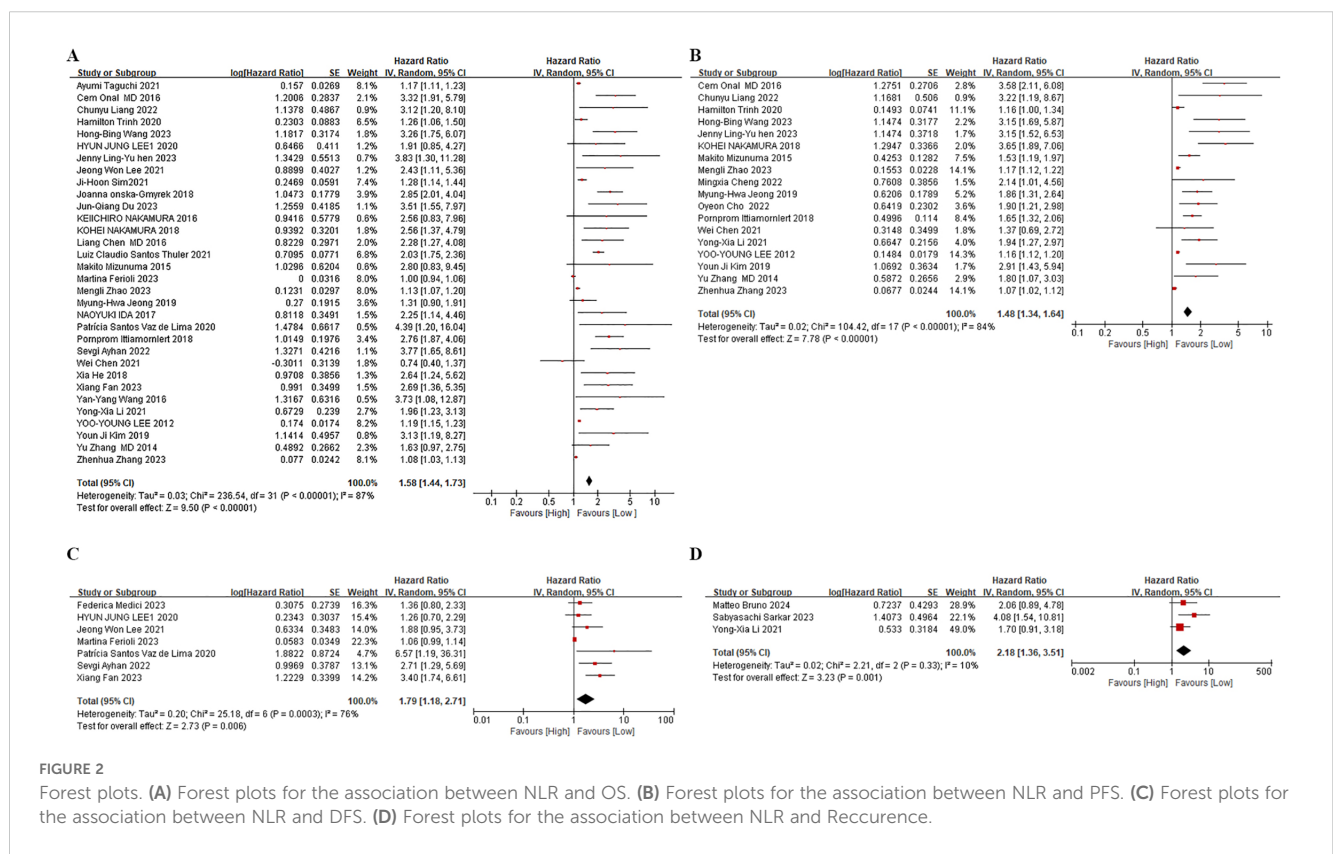 A
Hazard Ratio Hazard Ratio
Study or Subgroup log[Hazard Ratio] SE Weight IV, Random, 95% CI IV, Random, 95% CI
Ayumi Taguchi 2021 0.157 0.0269 8.1% 1.17 [1.11, 1.23]
Cem Onal MD 2016 1.2006 0.2837 2.1% 3.32 [1.91, 5.79]
Chunyu Liang 2022 1.1378 0.4867 0.9% 3.12 [1.20, 8.10]
Hamilton Trinh 2020 0.2303 0.0883 6.5% 1.26 [1.06, 1.50]
Hong-Bing Wang 2023 1.1817 0.3174 1.8% 3.26 [1.75, 6.07]
HYUN JUNG LEE1 2020 0.6466 0.411 1.2% 1.91 [0.85, 4.27]
Jenny Ling-Yu hen 2023 1.3429 0.5513 0.7% 3.83 [1.30, 11.28]
Jeong Won Lee 2021 0.8899 0.4027 1.2% 2.43 [1.11, 5.36]
Ji-Hoon Sim2021 0.2469 0.0591 7.4% 1.28 [1.14, 1.44]
Joanna onska-Gmyrek 2018 1.0473 0.1779 3.9% 2.85 [2.01, 4.04]
Jun-Qiang Du 2023 1.2559 0.4185 1.1% 3.51 [1.55, 7.97]
KEIICHIRO NAKAMURA 2016 0.9416 0.5779 0.6% 2.56 [0.83, 7.96]
KOHEI NAKAMURA 2018 0.9392 0.3201 1.7% 2.56 [1.37, 4.79]
Liang Chen MD 2016 0.8229 0.2971 2.0% 2.28 [1.27, 4.08]
Luiz Claudio Santos Thuler 2021 0.7095 0.0771 6.8% 2.03 [1.75, 2.36]
Makito Mizunuma 2015 1.0296 0.6204 0.6% 2.80 [0.83, 9.45]
Martina Ferioli 2023 0 0.0316 8.0% 1.00 [0.94, 1.06]
Mengli Zhao 2023 0.1231 0.0297 8.0% 1.13 [1.07, 1.20]
Myung-Hwa Jeong 2019 0.27 0.1915 3.6% 1.31 [0.90, 1.91]
NAOYUKI IDA 2017 0.8118 0.3491 1.5% 2.25 [1.14, 4.46]
Patrícia Santos Vaz de Lima 2020 1.4784 0.6617 0.5% 4.39 [1.20, 16.04]
Pornprom Ittiamornlert 2018 1.0149 0.1976 3.4% 2.76 [1.87, 4.06]
Sevgi Ayhan 2022 1.3271 0.4216 1.1% 3.77 [1.65, 8.61]
Wei Chen 2021 -0.3011 0.3139 1.8% 0.74 [0.40, 1.37]
Xia He 2018 0.9708 0.3856 1.3% 2.64 [1.24, 5.62]
Xiang Fan 2023 0.991 0.3499 1.5% 2.69 [1.36, 5.35]
Yan-Yang Wang 2016 1.3167 0.6316 0.5% 3.73 [1.08, 12.87]
Yong-Xia Li 2021 0.6729 0.239 2.7% 1.96 [1.23, 3.13]
YOO-YOUNG LEE 2012 0.174 0.0174 8.2% 1.19 [1.15, 1.23]
Youn Ji Kim 2019 1.1414 0.4957 0.8% 3.13 [1.19, 8.27]
Yu Zhang MD 2014 0.4892 0.2662 2.3% 1.63 [0.97, 2.75]
Zhenhua Zhang 2023 0.077 0.0242 8.1% 1.08 [1.03, 1.13]
Total (95% CI) 100.0% 1.58 [1.44, 1.73]
Heterogeneity: Tau² = 0.03; Chi² = 236.54, df = 31 (P < 0.00001); I² = 87%
Test for overall effect: Z = 9.50 (P < 0.00001)
0.1 0.2 0.5 1 2 5 10
Favours [High] Favours [Low ]
B
Hazard Ratio Hazard Ratio
Study or Subgroup log[Hazard Ratio] SE Weight IV, Random, 95% CI IV, Random, 95% CI
Cem Onal MD 2016 1.2751 0.2706 2.8% 3.58 [2.11, 6.08]
Chunyu Liang 2022 1.1681 0.506 0.9% 3.22 [1.19, 8.67]
Hamilton Trinh 2020 0.1493 0.0741 11.1% 1.16 [1.00, 1.34]
Hong-Bing Wang 2023 1.1474 0.3177 2.2% 3.15 [1.69, 5.87]
Jenny Ling-Yu hen 2023 1.1474 0.3718 1.7% 3.15 [1.52, 6.53]
KOHEI NAKAMURA 2018 1.2947 0.3366 2.0% 3.65 [1.89, 7.06]
Makito Mizunuma 2015 0.4253 0.1282 7.5% 1.53 [1.19, 1.97]
Mengli Zhao 2023 0.1553 0.0228 14.2% 1.17 [1.12, 1.22]
Mingxia Cheng 2022 0.7608 0.3856 1.6% 2.14 [1.01, 4.56]
Myung-Hwa Jeong 2019 0.6206 0.1789 5.1% 1.86 [1.31, 2.64]
Oyeon Cho 2022 0.6419 0.2302 3.6% 1.90 [1.21, 2.98]
Pornprom Ittiamornlert 2018 0.4996 0.114 8.4% 1.65 [1.32, 2.06]
Wei Chen 2021 0.3148 0.3499 1.9% 1.37 [0.69, 2.72]
Yong-Xia Li 2021 0.6647 0.2156 4.0% 1.94 [1.27, 2.97]
YOO-YOUNG LEE 2012 0.1484 0.0179 14.3% 1.16 [1.12, 1.20]
Youn Ji Kim 2019 1.0692 0.3634 1.8% 2.91 [1.43, 5.94]
Yu Zhang MD 2014 0.5872 0.2656 2.9% 1.80 [1.07, 3.03]
Zhenhua Zhang 2023 0.0677 0.0244 14.1% 1.07 [1.02, 1.12]
Total (95% CI) 100.0% 1.48 [1.34, 1.64]
Heterogeneity: Tau² = 0.02; Chi² = 104.42, df = 17 (P < 0.00001); I² = 84%
Test for overall effect: Z = 7.78 (P < 0.00001)
0.1 0.2 0.5 1 2 5 10
Favours [High] Favours [Low]
C
Hazard Ratio Hazard Ratio
Study or Subgroup log[Hazard Ratio] SE Weight IV, Random, 95% CI IV, Random, 95% CI
Federica Medici 2023 0.3075 0.2739 16.3% 1.36 [0.80, 2.33]
HYUN JUNG LEE1 2020 0.2343 0.3037 15.4% 1.26 [0.70, 2.29]
Jeong Won Lee 2021 0.6334 0.3483 14.0% 1.88 [0.95, 3.73]
Martina Ferioli 2023 0.0583 0.0349 22.3% 1.06 [0.99, 1.14]
Patrícia Santos Vaz de Lima 2020 1.8822 0.8724 4.7% 6.57 [1.19, 36.31]
Sevgi Ayhan 2022 0.9969 0.3787 13.1% 2.71 [1.29, 5.69]
Xiang Fan 2023 1.2229 0.3399 14.2% 3.40 [1.74, 6.61]
Total (95% CI) 100.0% 1.79 [1.18, 2.71]
Heterogeneity: Tau² = 0.20; Chi² = 25.18, df = 6 (P = 0.0003); I² = 76%
Test for overall effect: Z = 2.73 (P = 0.006)
0.01 0.1 1 10 100
Favours [High] Favours [Low]
D
Hazard Ratio Hazard Ratio
Study or Subgroup log[Hazard Ratio] SE Weight IV, Random, 95% CI IV, Random, 95% CI
Matteo Bruno 2024 0.7237 0.4293 28.9% 2.06 [0.89, 4.78]
Sabyasachi Sarkar 2023 1.4073 0.4964 22.1% 4.08 [1.54, 10.81]
Yong-Xia Li 2021 0.533 0.3184 49.0% 1.70 [0.91, 3.18]
Total (95% CI) 100.0% 2.18 [1.36, 3.51]
Heterogeneity: Tau² = 0.02; Chi² = 2.21, df = 2 (P = 0.33); I² = 10%
Test for overall effect: Z = 3.23 (P = 0.001)
0.002 0.1 1 10 500
Favours [High] Favours [Low]
FIGURE 2
Forest plots. (A) Forest plots for the association between NLR and OS. (B) Forest plots for the association between NLR and PFS. (C) Forest plots for
the association between NLR and DFS. (D) Forest plots for the association between NLR and Reccurence.